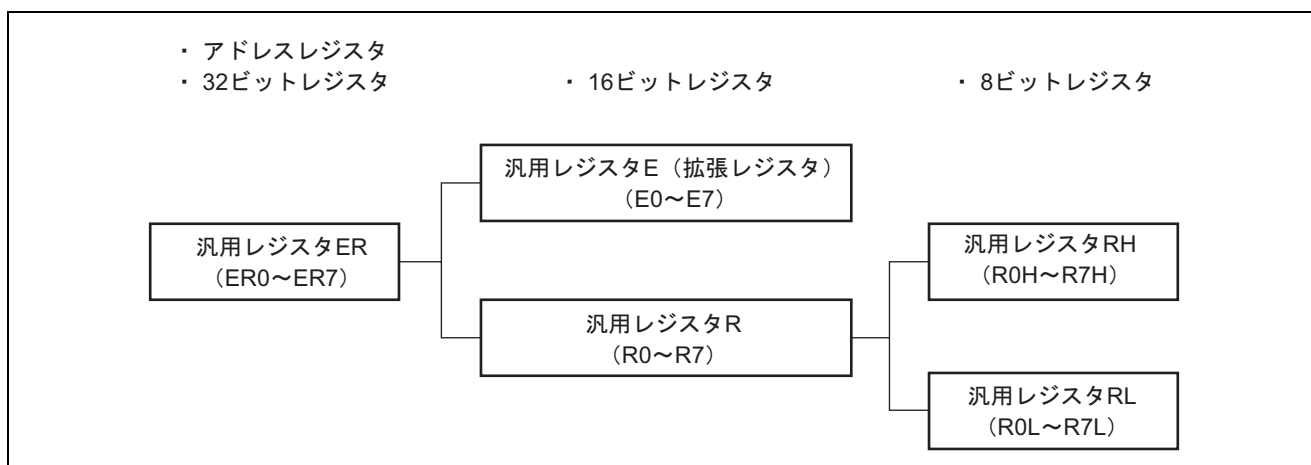 ・ アドレスレジスタ
・ 32ビットレジスタ
・ 16ビットレジスタ
・ 8ビットレジスタ
汎用レジスタE（拡張レジスタ）
（E0～E7）
汎用レジスタER
（ER0～ER7）
汎用レジスタRH
（R0H～R7H）
汎用レジスタR
（R0～R7）
汎用レジスタRL
（R0L～R7L）